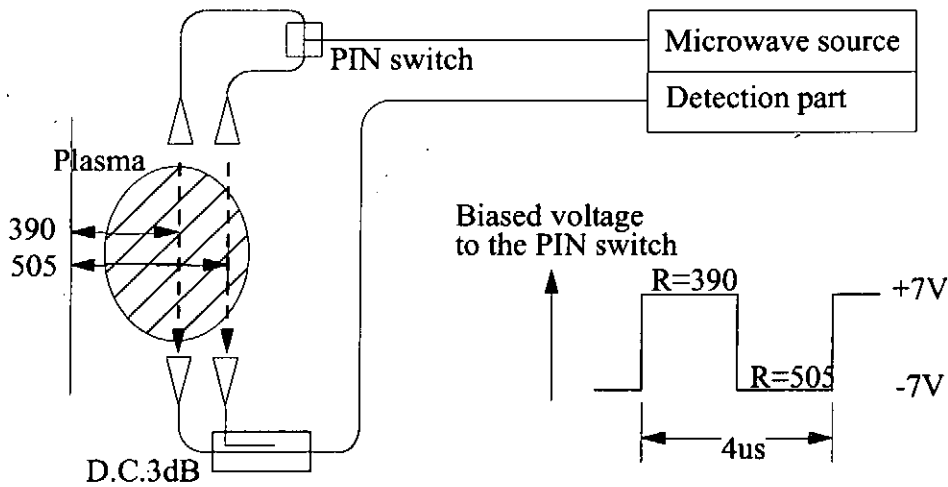 Microwave source
PIN switch
Detection part
Plasma
390
505
Biased voltage
to the PIN switch
R=390
+7V
R=505
-7V
4us
D.C.3dB